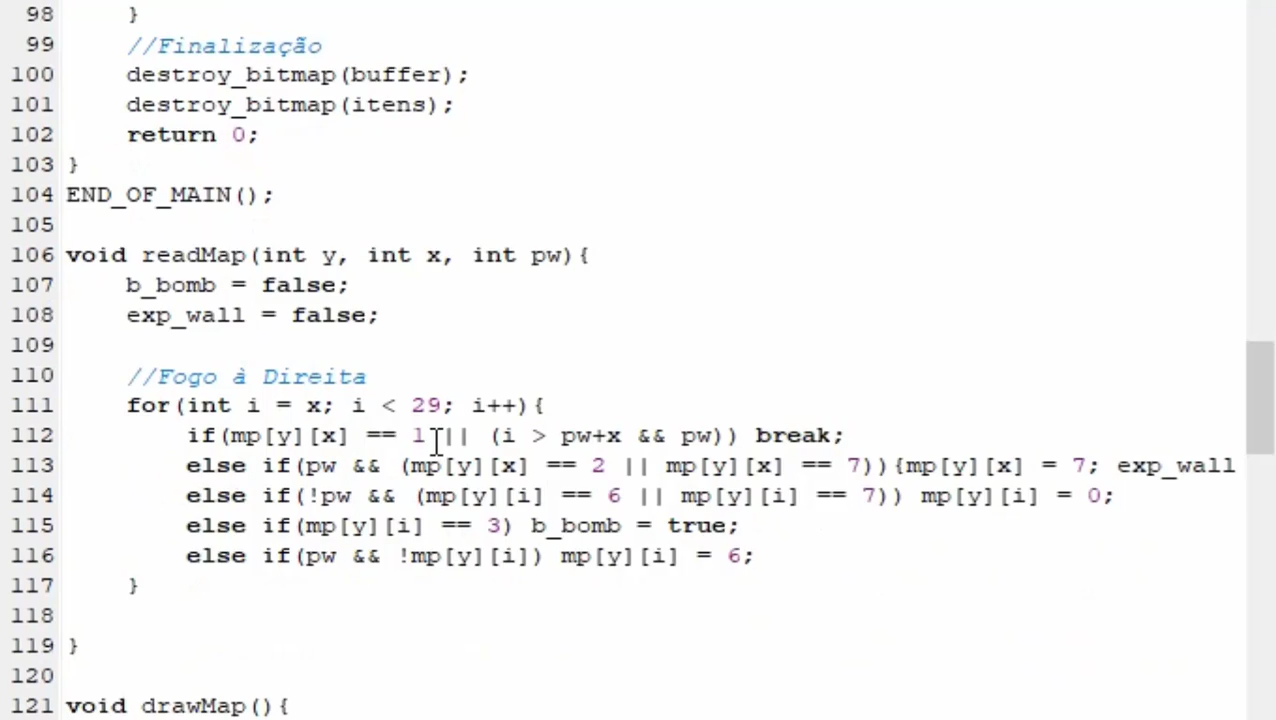 98 }
99 //Finalização
100 destroy_bitmap(buffer);
101 destroy_bitmap(itens);
102 return 0;
103 }
104 END_OF_MAIN();
105
106 void readMap(int y, int x, int pw){
107 b_bomb = false;
108 exp_wall = false;
109
110 //Fogo à Direita
111 for(int i = x; i < 29; i++){
112 if(mp[y][x] == 1 || (i > pw+x && pw)) break;
113 else if(pw && (mp[y][x] == 2 || mp[y][x] == 7)){mp[y][x] = 7; exp_wall
114 else if(!pw && (mp[y][i] == 6 || mp[y][i] == 7)) mp[y][i] = 0;
115 else if(mp[y][i] == 3) b_bomb = true;
116 else if(pw && !mp[y][i]) mp[y][i] = 6;
117 }
118
119 }
120
121 void drawMap(){